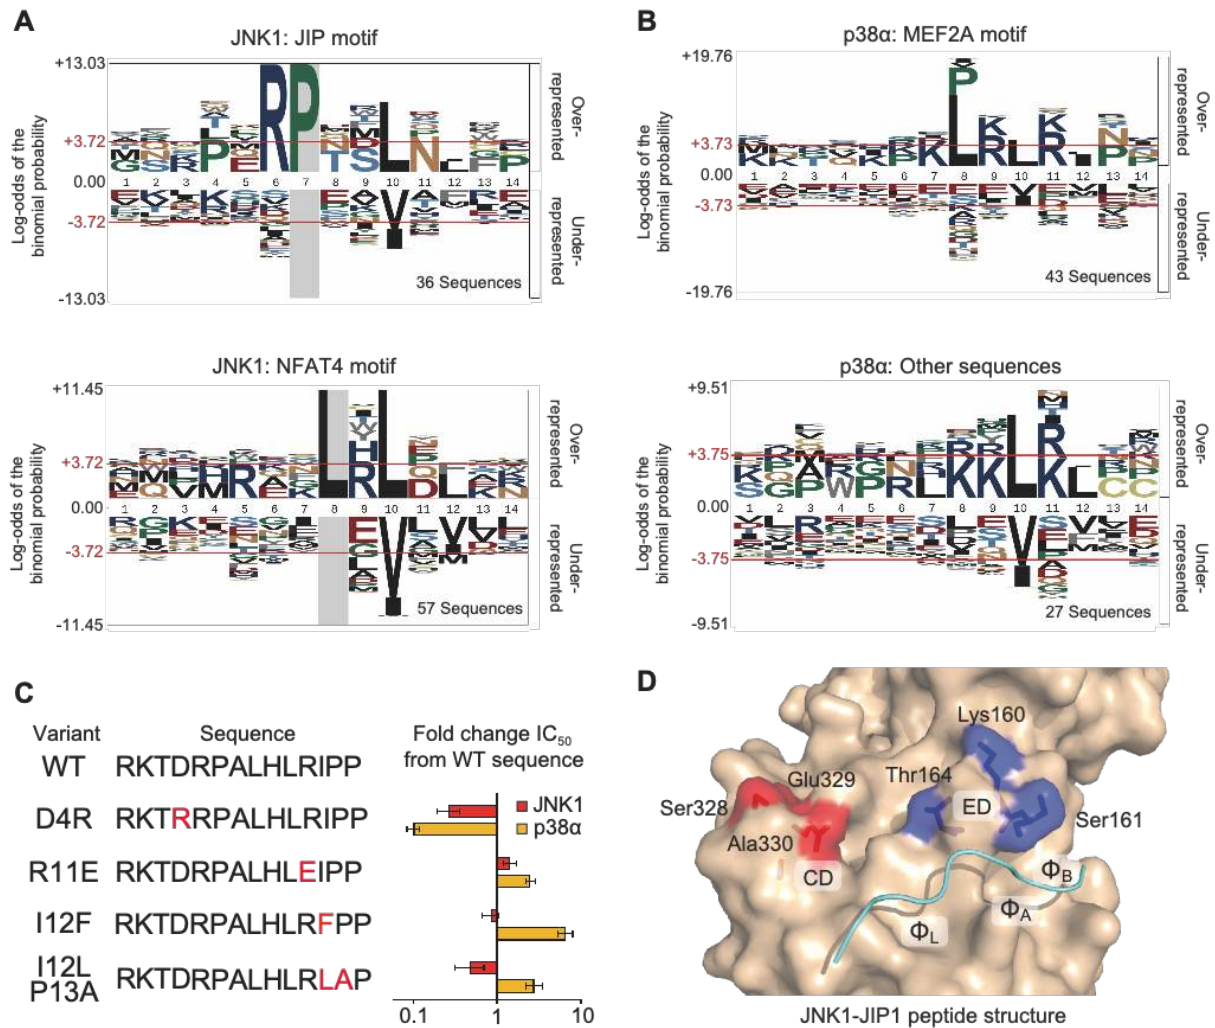 A
JNK1: JIP motif
+13.03
+3.72
0.00
-3.72
-13.03
Log-odds of the
binomial probability
Over-
represented
Under-
represented
R P
1 2 3 4 5 6 7 8 9 10 11 12 13 14
36 Sequences
JNK1: NFAT4 motif
+11.45
+3.72
0.00
-3.72
-11.45
Log-odds of the
binomial probability
Over-
represented
Under-
represented
1 2 3 4 5 6 7 8 9 10 11 12 13 14
57 Sequences
B
p38α: MEF2A motif
+19.76
+3.73
0.00
-3.73
-19.76
Log-odds of the
binomial probability
Over-
represented
Under-
represented
1 2 3 4 5 6 7 8 9 10 11 12 13 14
43 Sequences
p38α: Other sequences
+9.51
+3.75
0.00
-3.75
-9.51
Log-odds of the
binomial probability
Over-
represented
Under-
represented
1 2 3 4 5 6 7 8 9 10 11 12 13 14
27 Sequences
C
Variant Sequence Fold change IC50
from WT sequence
WT RKTDRPALHLRIPP
D4R RKTRRPALHLRIPP
R11E RKTDRPALHLEIPP
I12F RKTDRPALHLRFPP
I12L
P13A RKTDRPALHLRLAP
JNK1
p38α
0.1 1 10
D
Lys160
Glu329
Thr164
Ser328
ED
Ser161
Ala330
CD
ΦB
ΦA
ΦL
JNK1-JIP1 peptide structure